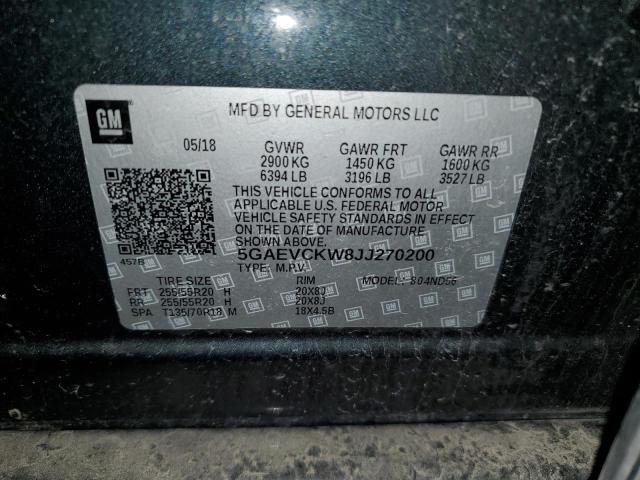 GM
MFD BY GENERAL MOTORS LLC
05/18 GVWR GAWR FRT GAWR RR
2900 KG 1450 KG 1600 KG
6394 LB 3196 LB 3527 LB
THIS VEHICLE CONFORMS TO ALL
APPLICABLE U.S. FEDERAL MOTOR
VEHICLE SAFETY STANDARDS IN EFFECT
ON THE DATE OF MANUFACTURE
SHOWN ABOVE.
457B 5GAEVCKW8JJ270200
TYPE: M.P.V.
TIRE SIZE RIM MODEL:
FRT 255/55R20 H 20X8J
RR 255/55R20 H 20X8J
SPA T135/70R18 M 18X4.5B